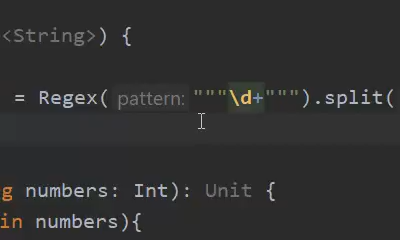 <String>) {
= Regex( pattern: """\d+""").split(
g numbers: Int): Unit {
in numbers){